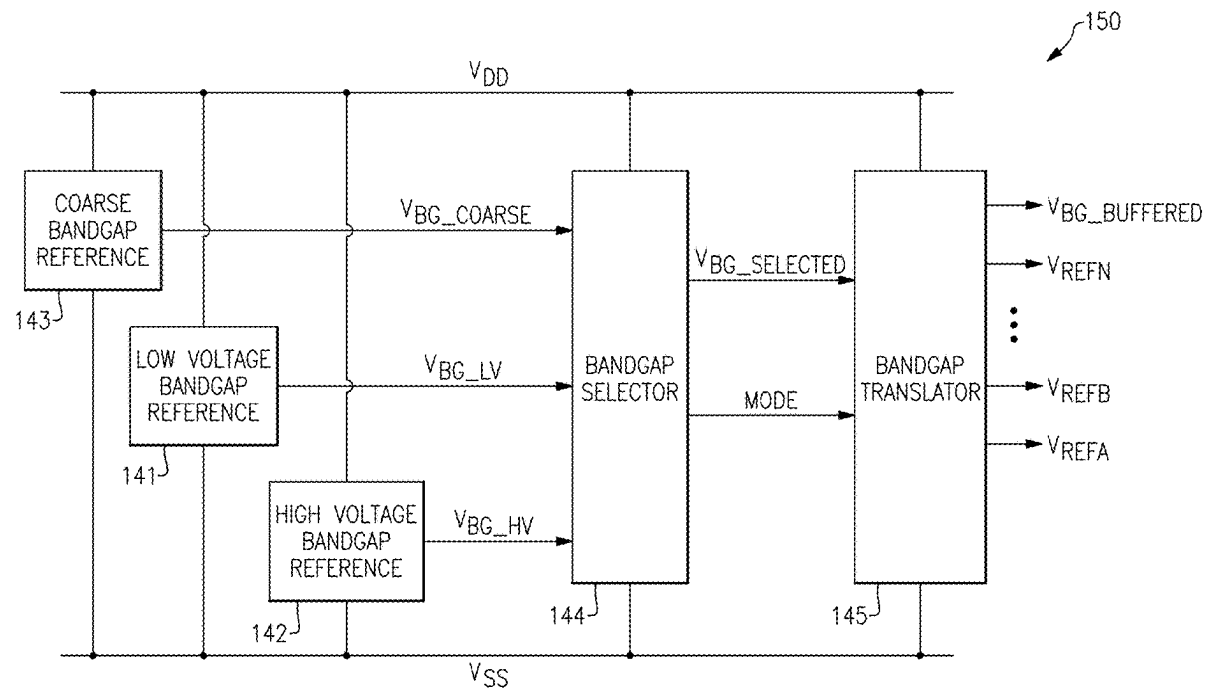 150
VDD
COARSE
BANDGAP
REFERENCE
143
VBG_COARSE
LOW VOLTAGE
BANDGAP
REFERENCE
141
VBG_LV
HIGH VOLTAGE
BANDGAP
REFERENCE
142
VBG_HV
BANDGAP
SELECTOR
144
VBG_SELECTED
MODE
BANDGAP
TRANSLATOR
145
VBG_BUFFERED
VREFN
VREFB
VREFA
VSS